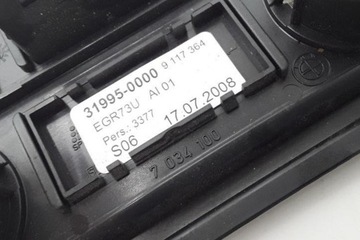 31995-0000 9 117 364
EGR73U AI 01
Pers.: 3377 17.07.2008
S06
7 034 100